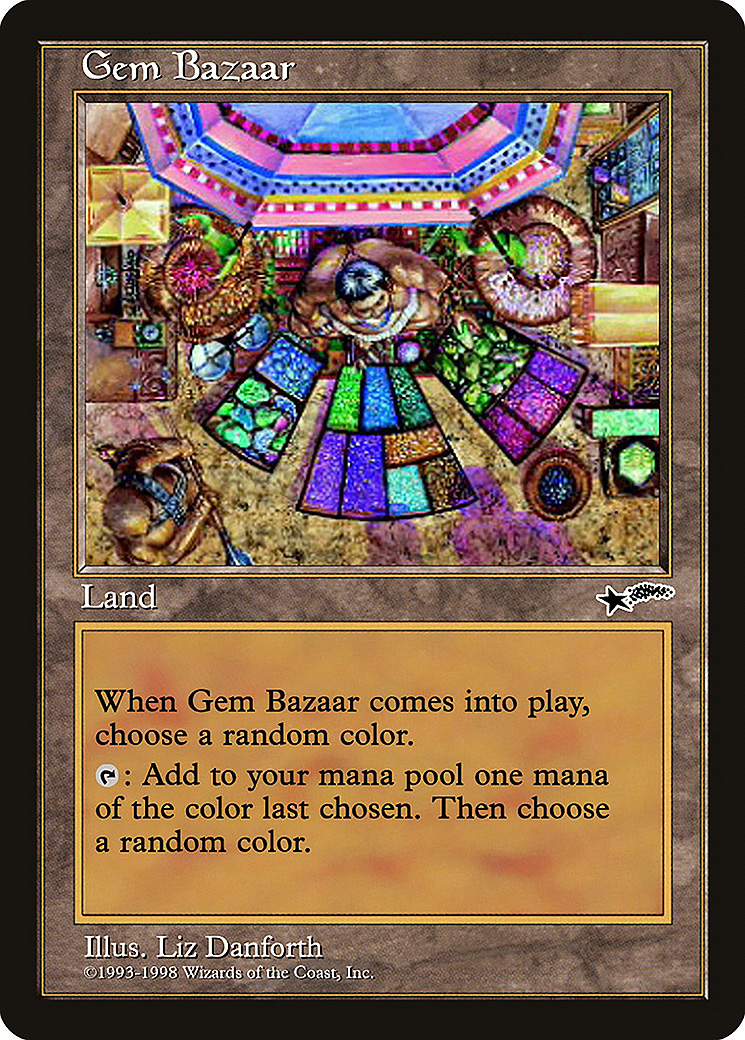 Gem Bazaar
Land
When Gem Bazaar comes into play,
choose a random color.
: Add to your mana pool one mana
of the color last chosen. Then choose
a random color.
Illus. Liz Danforth
©1993-1998 Wizards of the Coast, Inc.